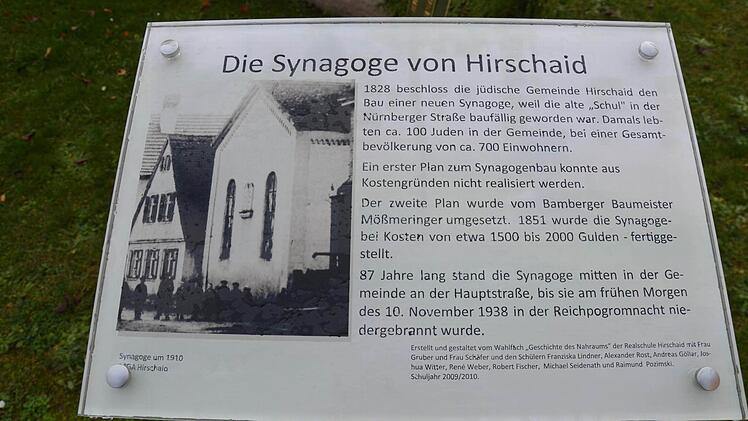 Die Synagoge von Hirschaid
1828 beschloss die jüdische Gemeinde Hirschaid den
Bau einer neuen Synagoge, weil die alte „Schul" in der
Nürnberger Straße baufällig geworden war. Damals leb-
ten ca. 100 Juden in der Gemeinde, bei einer Gesamt-
bevölkerung von ca. 700 Einwohnern.
Ein erster Plan zum Synagogenbau konnte aus
Kostengründen nicht realisiert werden.
Der zweite Plan wurde vom Bamberger Baumeister
Mößmeringer umgesetzt. 1851 wurde die Synagoge-
bei Kosten von etwa 1500 bis 2000 Gulden - fertigge-
stellt.
87 Jahre lang stand die Synagoge mitten in der Ge-
meinde an der Hauptstraße, bis sie am frühen Morgen
des 10. November 1938 in der Reichpogromnacht nie-
dergebrannt wurde.
Synagoge um 1910
Hirschaid
Erstellt und gestaltet vom Wahlfach „Geschichte des Nahraums" der Realschule Hirschaid mit Frau
Gruber und Frau Schäfer und den Schülern Franziska Lindner, Alexander Rost, Andreas Göllar, Jos-
hua Witter, René Weber, Robert Fischer, Michael Seidenath und Raimund Pozimski.
Schuljahr 2009/2010.